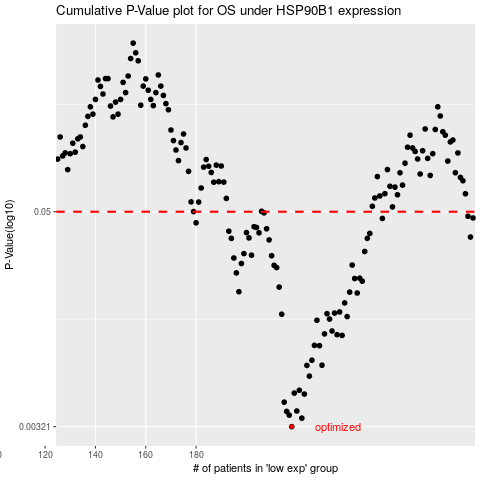 Cumulative P-Value plot for OS under HSP90B1 expression
P-Value(log10)
0.05
0.00321
optimized
0 120 140 160 180
# of patients in 'low exp' group